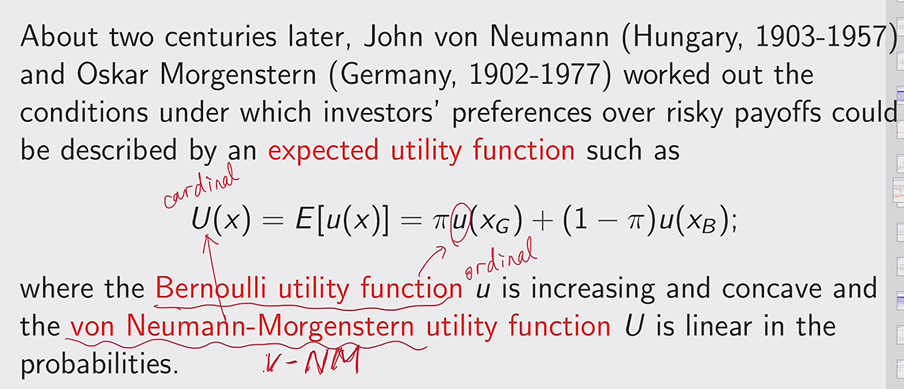 About two centuries later, John von Neumann (Hungary, 1903-1957)
and Oskar Morgenstern (Germany, 1902-1977) worked out the
conditions under which investors' preferences over risky payoffs could
be described by an expected utility function such as
cardinal
U(x) = E[u(x)] = πu(x_G) + (1 − π)u(x_B);
ordinal
where the Bernoulli utility function u is increasing and concave and
the von Neumann-Morgenstern utility function U is linear in the
probabilities.
V-NM